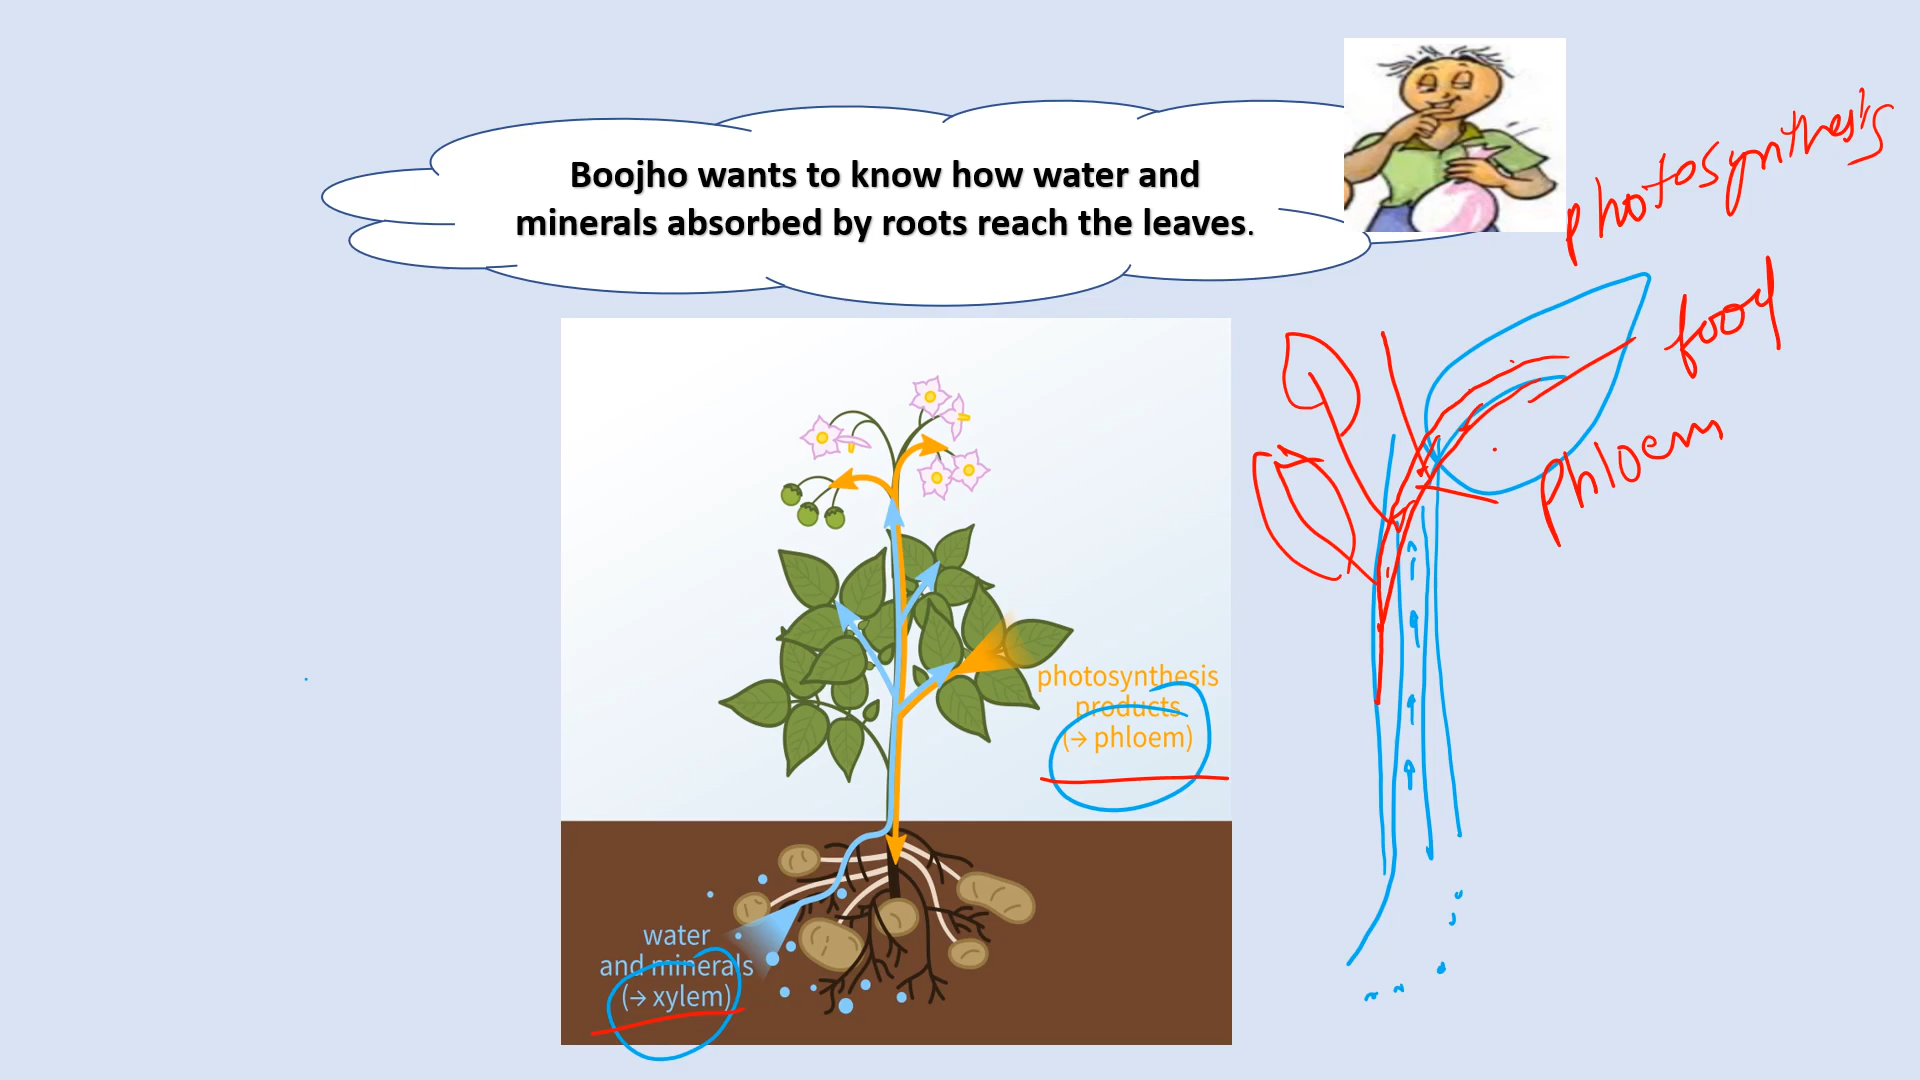 Boojho wants to know how water and
minerals absorbed by roots reach the leaves.
photosynthesis
food
phloem
photosynthesis
products
(→ phloem)
water
and minerals
(→ xylem)